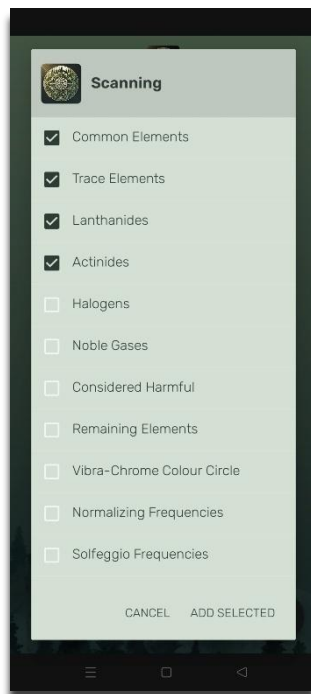 Scanning
Common Elements
Trace Elements
Lanthanides
Actinides
Halogens
Noble Gases
Considered Harmful
Remaining Elements
Vibra-Chrome Colour Circle
Normalizing Frequencies
Solfeggio Frequencies
CANCEL ADD SELECTED